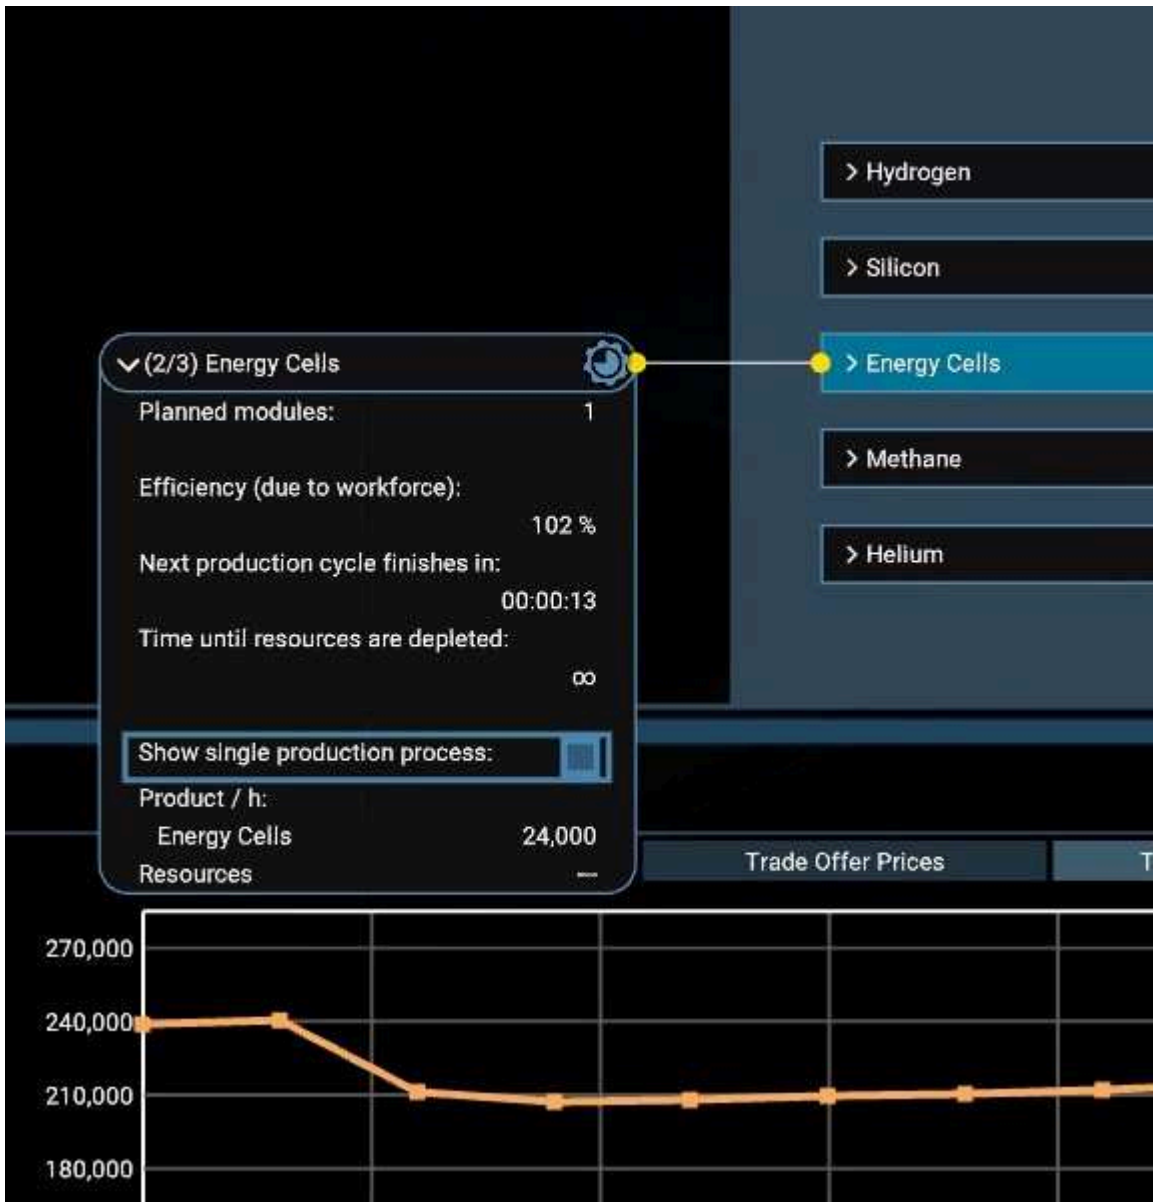 Hydrogen
Silicon
(2/3) Energy Cells
Energy Cells
Planned modules: 1
Methane
Efficiency (due to workforce):
102 %
Next production cycle finishes in:
Helium
00:00:13
Time until resources are depleted:
∞
Show single production process:
Product / h:
Energy Cells 24,000
Resources —
Trade Offer Prices
T
270,000
240,000
210,000
180,000